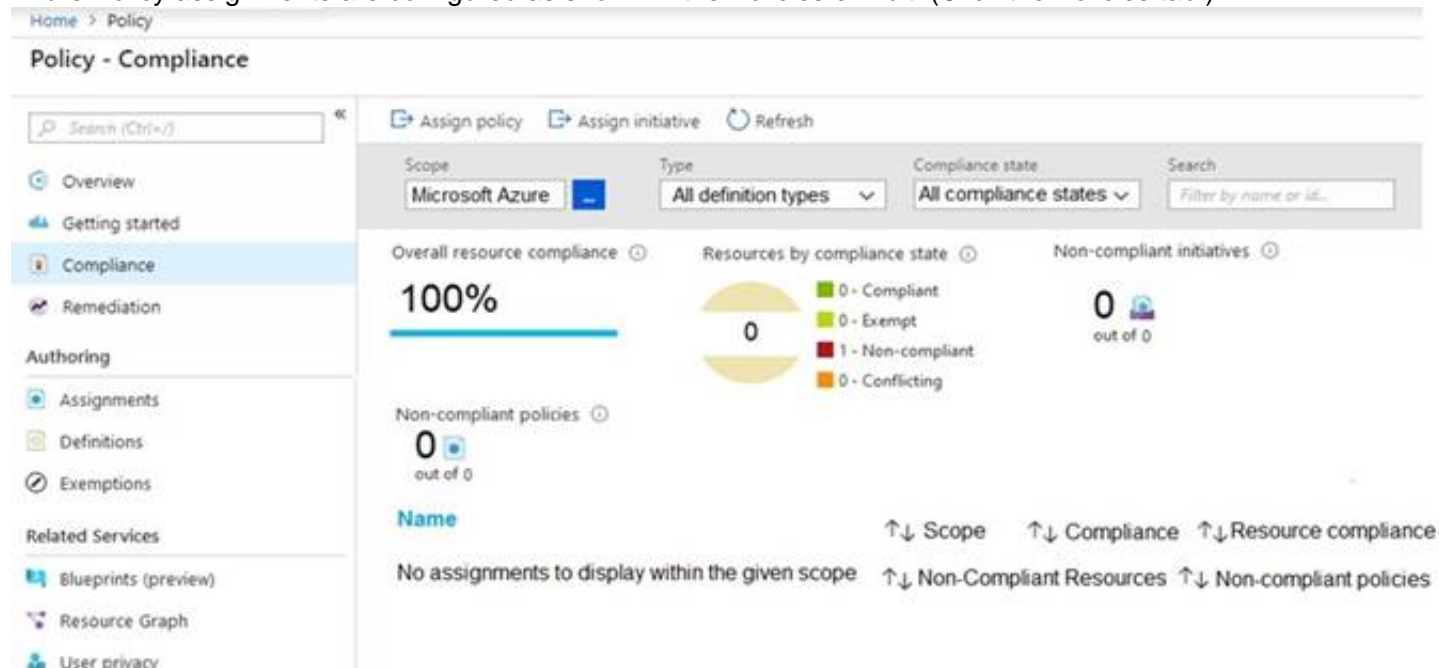 Home > Policy
Policy - Compliance
Search (Ctrl+/)
«
Assign policy Assign initiative Refresh
Scope Type Compliance state Search
Microsoft Azure ... All definition types All compliance states Filter by name or id...
Overview
Getting started
Compliance
Remediation
Authoring
Assignments
Definitions
Exemptions
Related Services
Blueprints (preview)
Resource Graph
User privacy
Overall resource compliance
100%
Resources by compliance state
0
0 - Compliant
0 - Exempt
1 - Non-compliant
0 - Conflicting
Non-compliant initiatives
0
out of 0
Non-compliant policies
0
out of 0
Name ↑↓ Scope ↑↓ Compliance ↑↓ Resource compliance
No assignments to display within the given scope ↑↓ Non-Compliant Resources ↑↓ Non-compliant policies